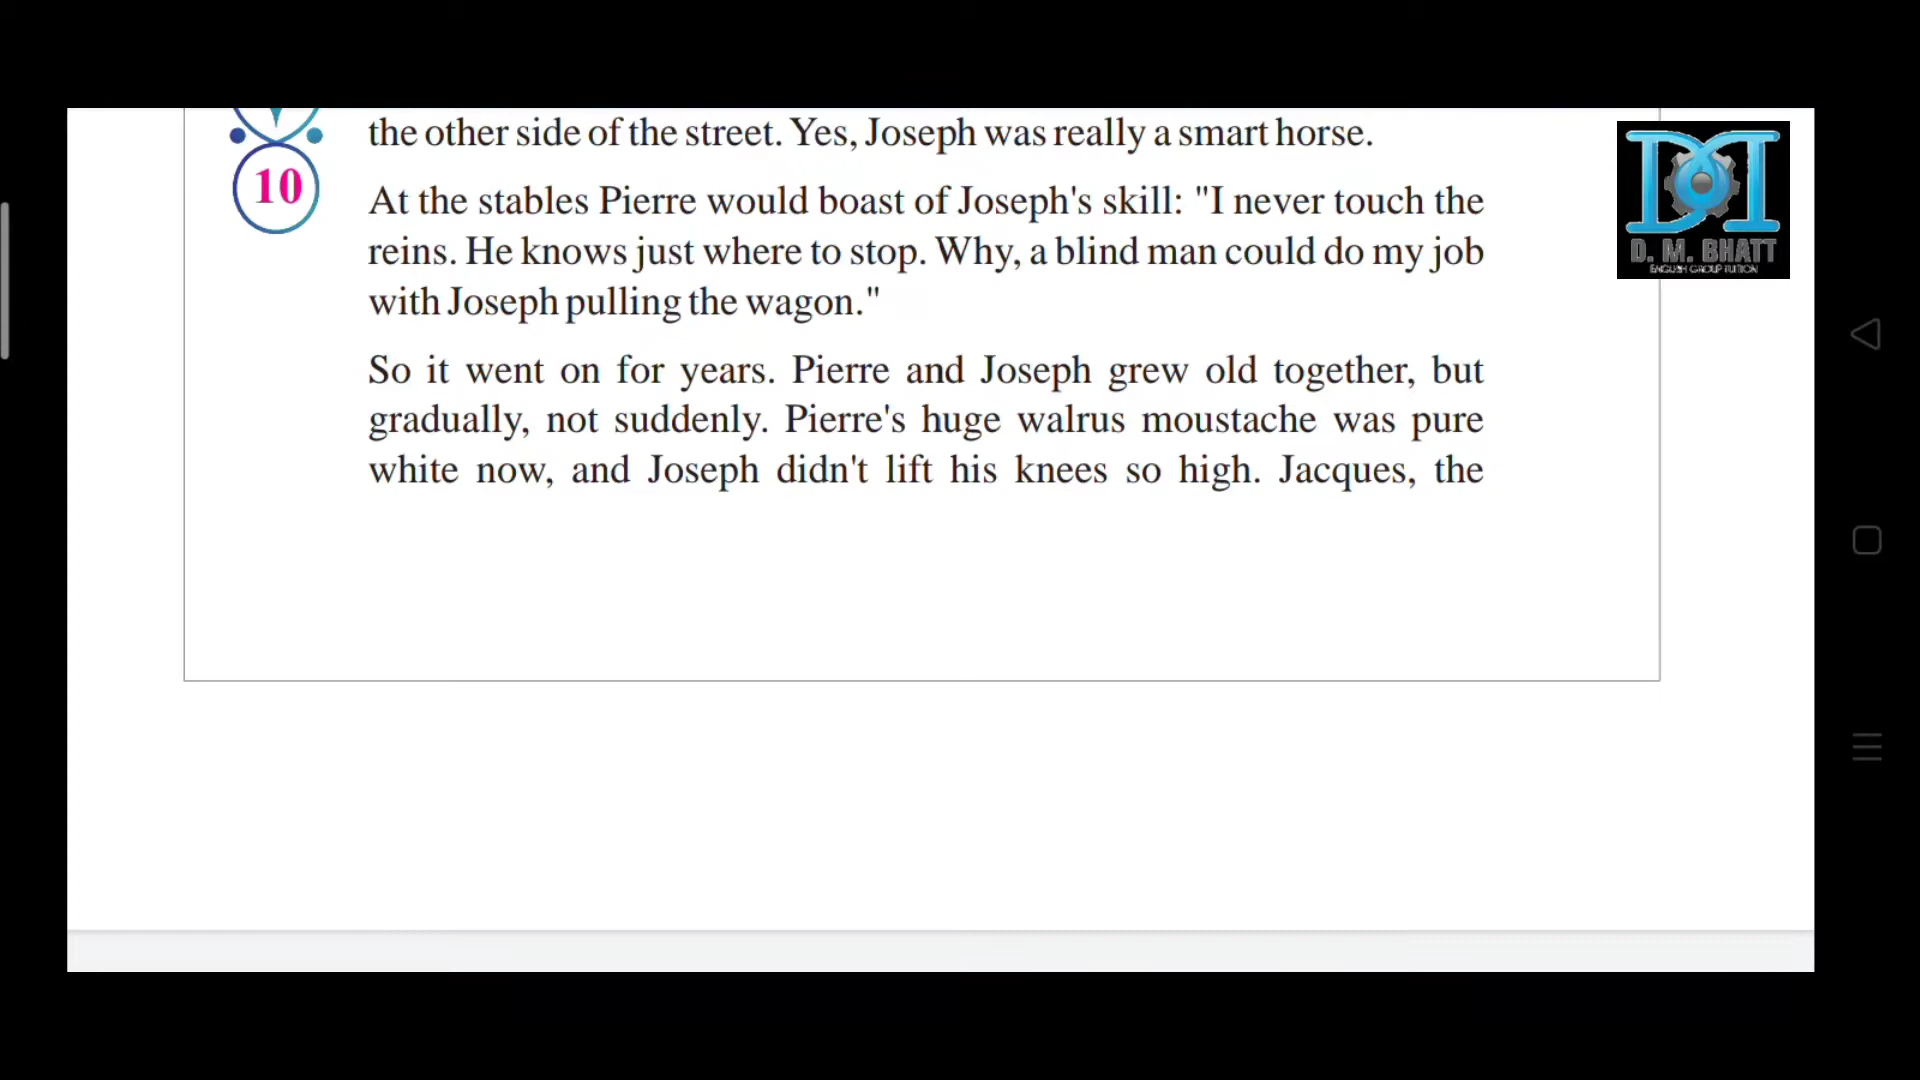 the other side of the street. Yes, Joseph was really a smart horse.
10
At the stables Pierre would boast of Joseph's skill: "I never touch the
reins. He knows just where to stop. Why, a blind man could do my job
with Joseph pulling the wagon."
So it went on for years. Pierre and Joseph grew old together, but
gradually, not suddenly. Pierre's huge walrus moustache was pure
white now, and Joseph didn't lift his knees so high. Jacques, the
D. M. BHATT
ENGLISH GROUP TUITION